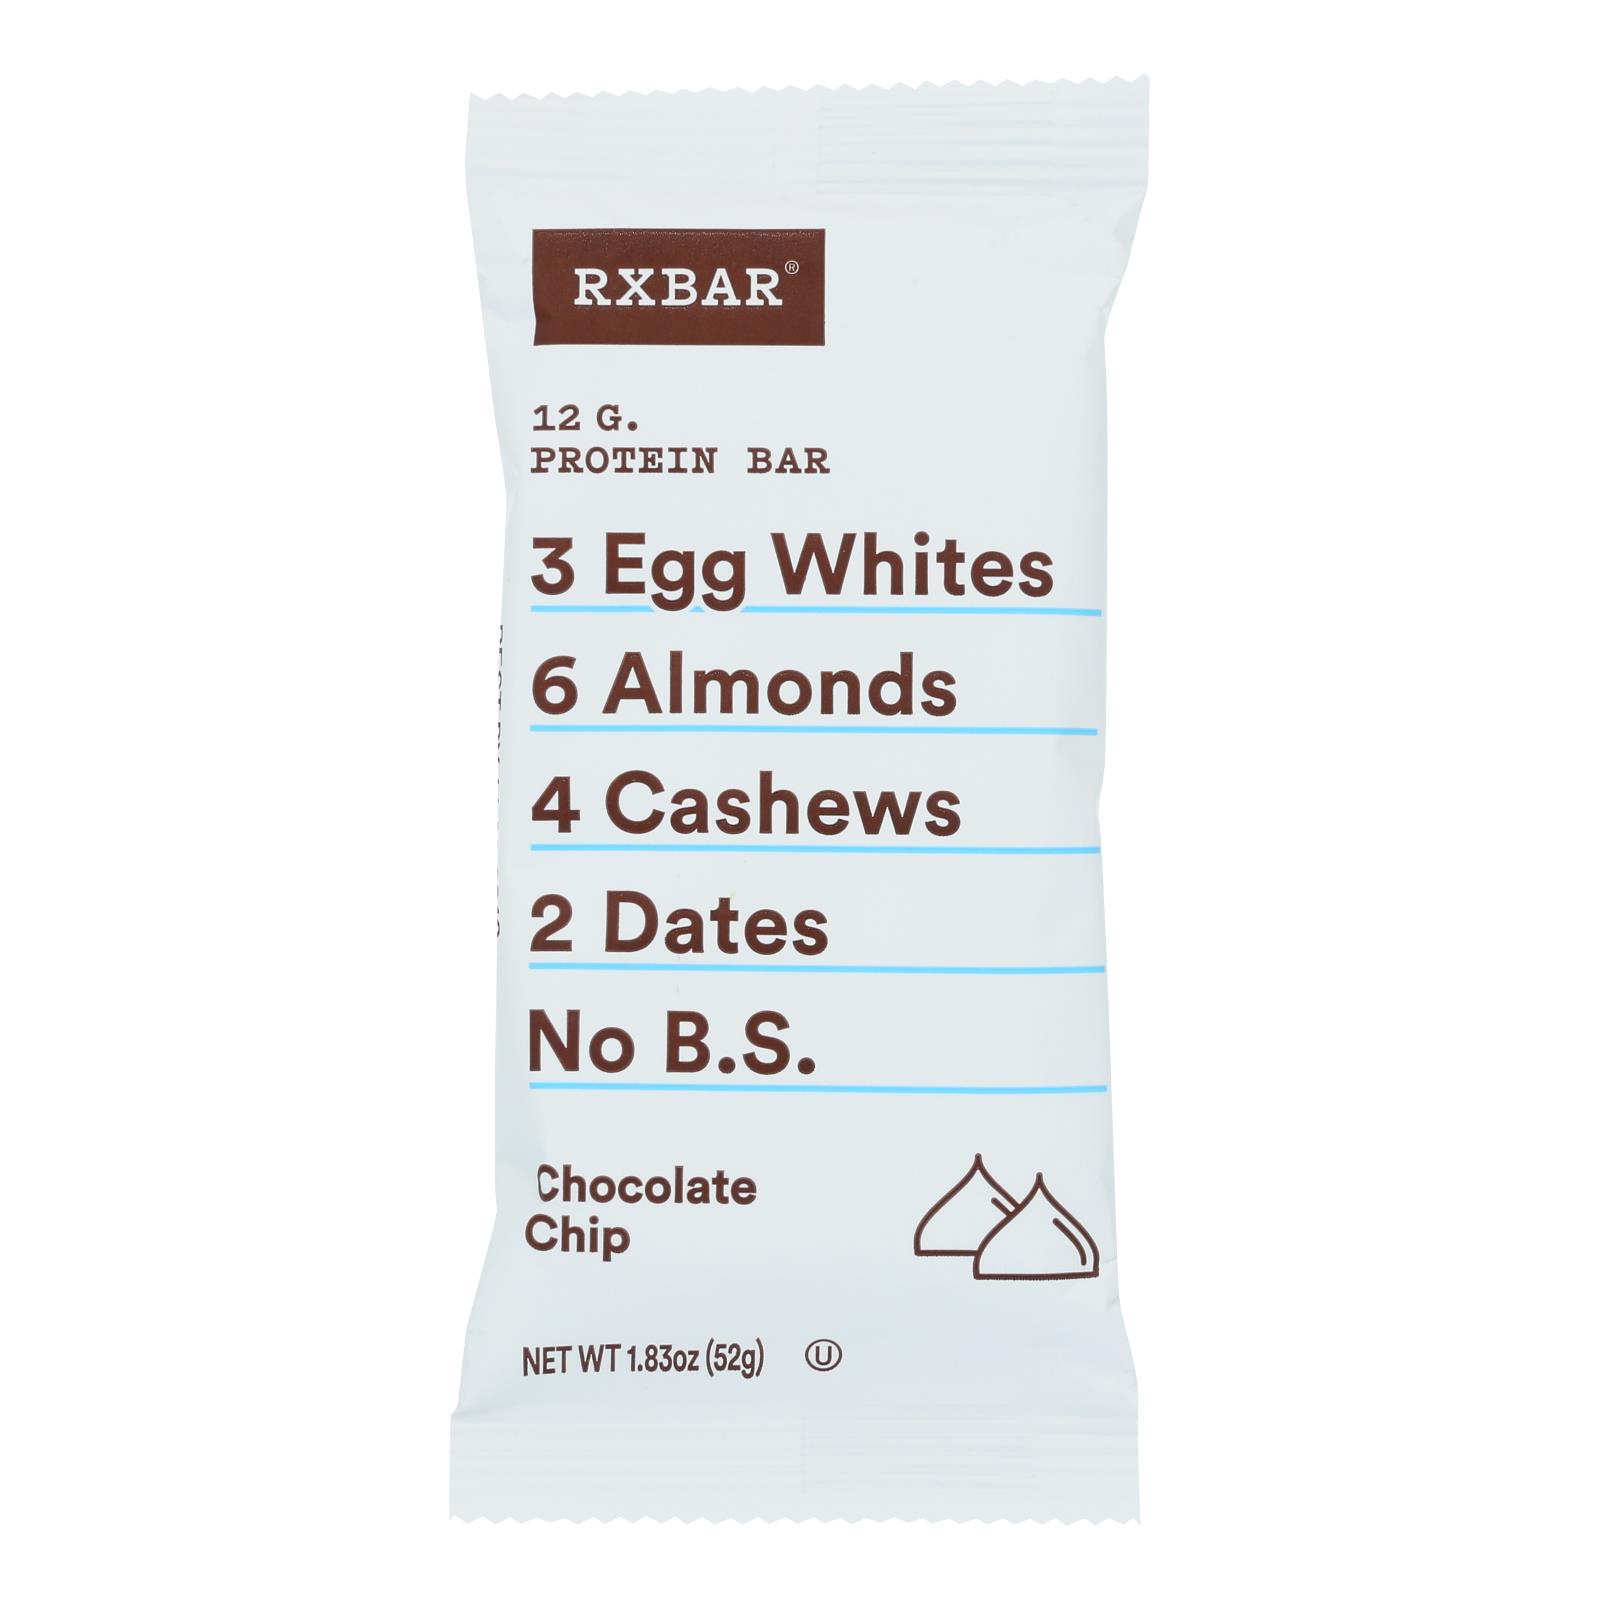 RXBAR®
12 G.
PROTEIN BAR
3 Egg Whites
6 Almonds
4 Cashews
2 Dates
No B.S.
Chocolate
Chip
NET WT 1.83oz (52g) Ⓤ